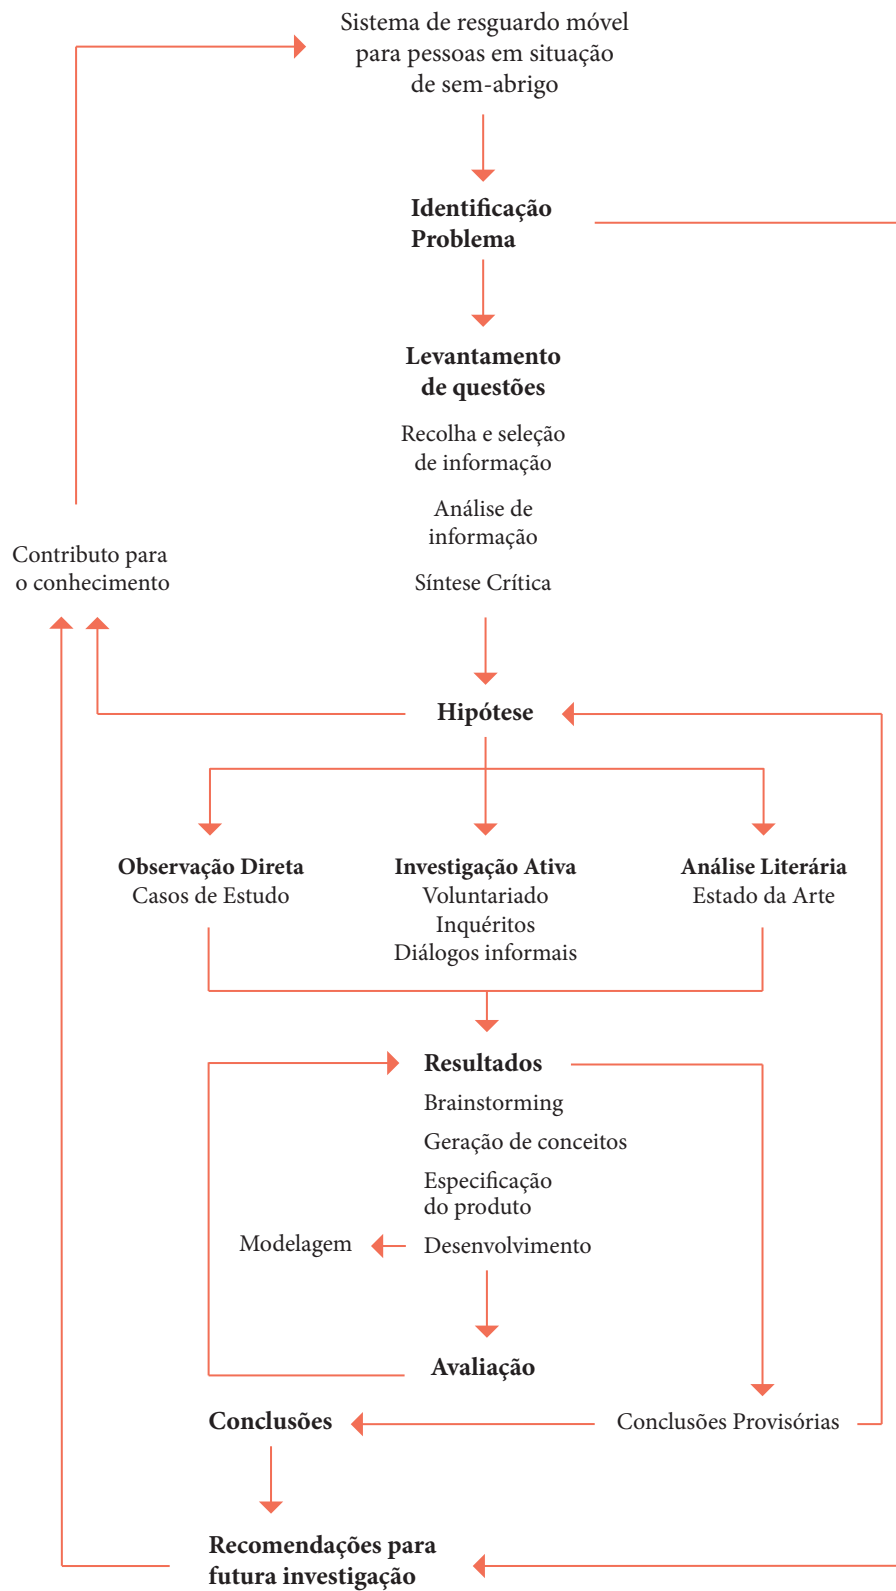 Sistema de resguardo móvel
para pessoas em situação
de sem-abrigo
Identificação
Problema
Levantamento
de questões
Recolha e seleção
de informação
Análise de
informação
Síntese Crítica
Contributo para
o conhecimento
Hipótese
Observação Direta
Casos de Estudo
Investigação Ativa
Voluntariado
Inquéritos
Diálogos informais
Análise Literária
Estado da Arte
Resultados
Brainstorming
Geração de conceitos
Especificação
do produto
Modelagem
Desenvolvimento
Avaliação
Conclusões
Conclusões Provisórias
Recomendações para
futura investigação